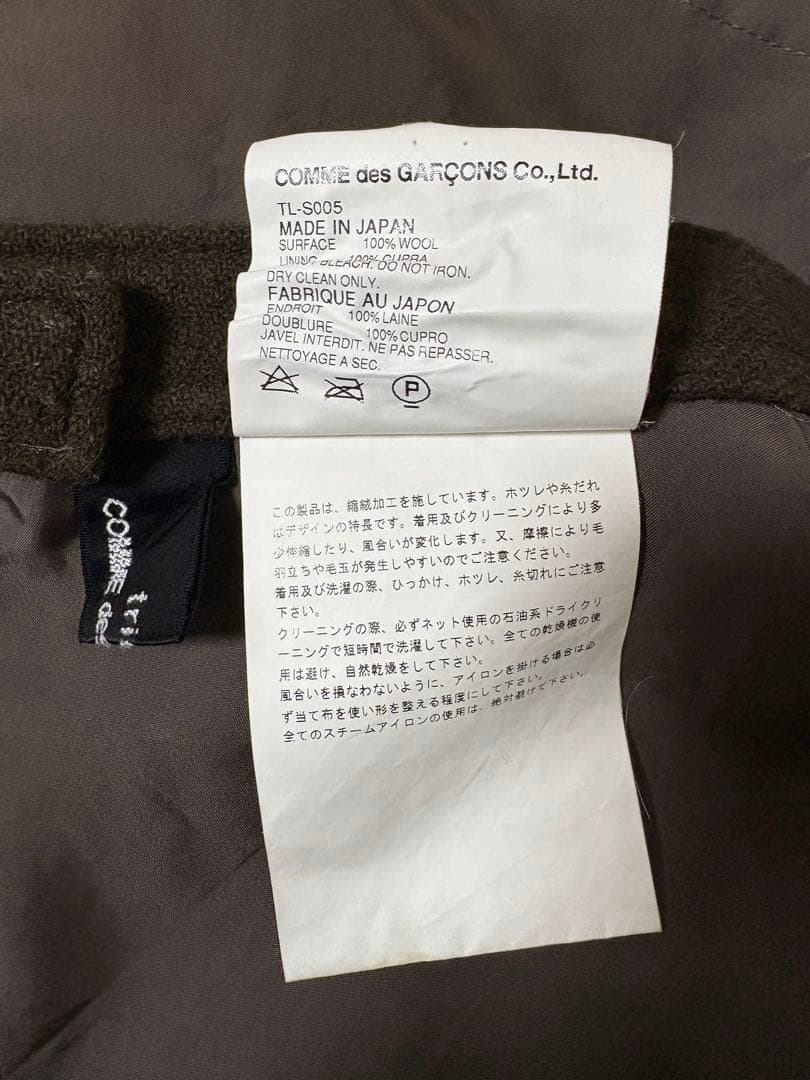 COMME des GARÇONS Co.,Ltd.
TL-S005
MADE IN JAPAN
SURFACE 100% WOOL
LINING 100% CUPRA
BLEACH. DO NOT IRON.
DRY CLEAN ONLY.
FABRIQUE AU JAPON
ENDROIT 100% LAINE
DOUBLURE 100% CUPRO
JAVEL INTERDIT. NE PAS REPASSER.
NETTOYAGE A SEC.
P
この製品は、縮絨加工を施しています。ホツレや糸だれ
はデザインの特長です。着用及びクリーニングにより多
少伸縮したり、風合いが変化します。又、摩擦により毛
羽立ちや毛玉が発生しやすいのでご注意ください。
着用及び洗濯の際、ひっかけ、ホツレ、糸切れにご注意
下さい。
クリーニングの際、必ずネット使用の石油系ドライクリ
ーニングで短時間で洗濯して下さい。全ての乾燥機の使
用は避け、自然乾燥をして下さい。
風合いを損なわないように、アイロンを掛ける場合は必
ず当て布を使い形を整える程度にして下さい。
全てのスチームアイロンの使用は、絶対避けて下さい。
tri
COMME des